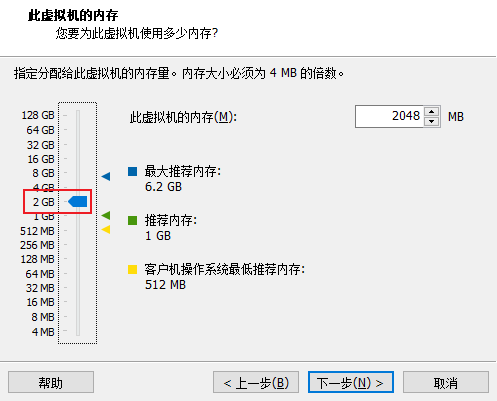 此虚拟机的内存
您要为此虚拟机使用多少内存?
指定分配给此虚拟机的内存量。内存大小必须为 4 MB 的倍数。
128 GB
64 GB
32 GB
16 GB
8 GB
4 GB
2 GB
1 GB
512 MB
256 MB
128 MB
64 MB
32 MB
16 MB
8 MB
4 MB
此虚拟机的内存(M): 2048 MB
最大推荐内存:
6.2 GB
推荐内存:
1 GB
客户机操作系统最低推荐内存:
512 MB
帮助 < 上一步(B) 下一步(N) > 取消